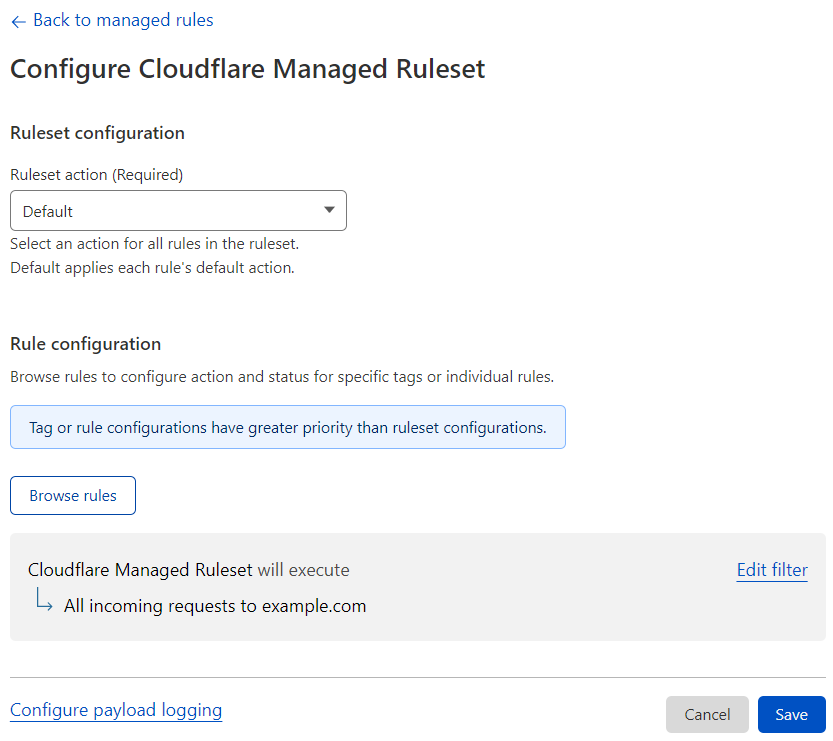 ← Back to managed rules
Configure Cloudflare Managed Ruleset
Ruleset configuration
Ruleset action (Required)
Default
Select an action for all rules in the ruleset.
Default applies each rule's default action.
Rule configuration
Browse rules to configure action and status for specific tags or individual rules.
Tag or rule configurations have greater priority than ruleset configurations.
Browse rules
Cloudflare Managed Ruleset will execute
Edit filter
All incoming requests to example.com
Configure payload logging
Cancel
Save